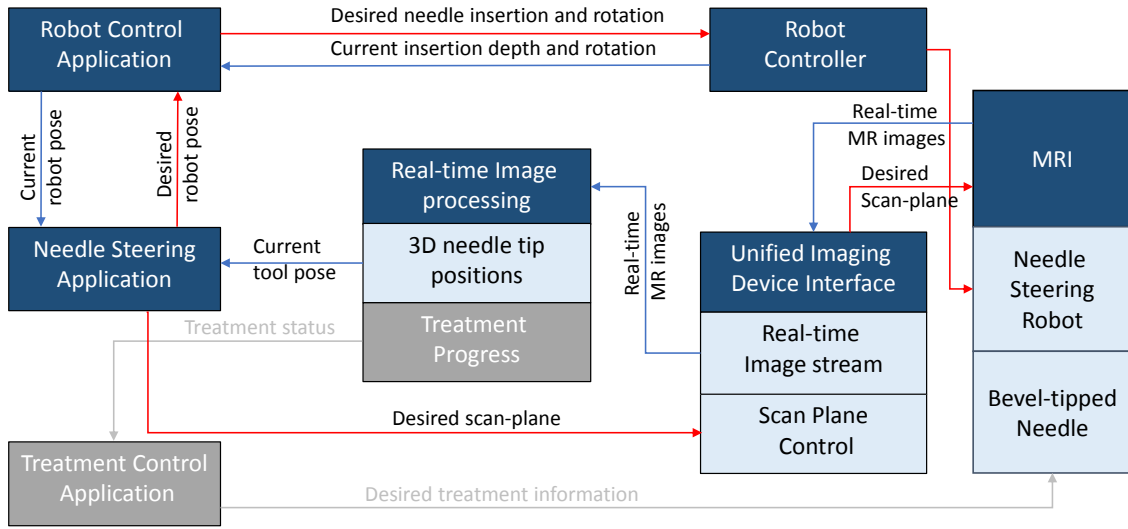 Robot Control
Application
Desired needle insertion and rotation
Current insertion depth and rotation
Robot
Controller
Current
robot pose
Desired
robot pose
Real-time Image
processing
3D needle tip
positions
Treatment
Progress
Real-time
MR images
Real-time
MR images
Desired
Scan-plane
MRI
Needle
Steering
Robot
Bevel-tipped
Needle
Needle Steering
Application
Current
tool pose
Unified Imaging
Device Interface
Real-time
Image stream
Scan Plane
Control
Treatment status
Desired scan-plane
Treatment Control
Application
Desired treatment information